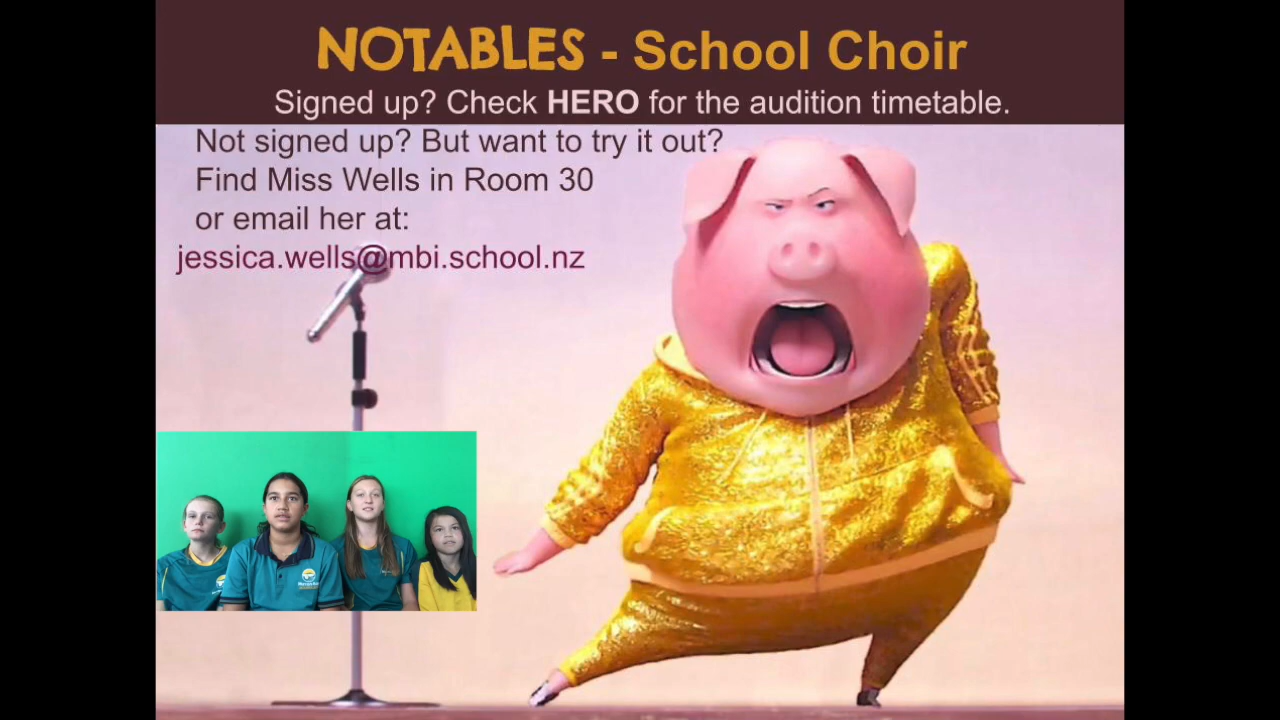 NOTABLES - School Choir
Signed up? Check HERO for the audition timetable.
Not signed up? But want to try it out?
Find Miss Wells in Room 30
or email her at:
jessica.wells@mbi.school.nz